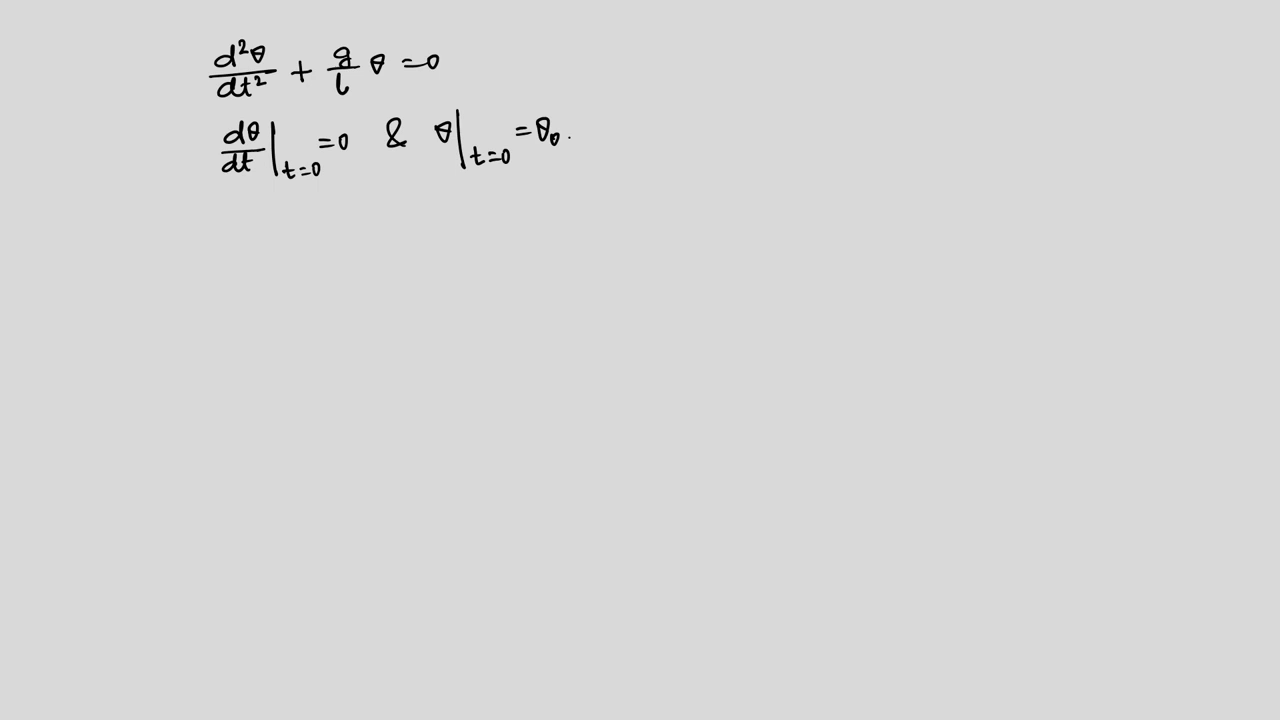 d²θ/dt² + g/l θ = 0
dθ/dt|ₜ₌₀ = 0 & θ|ₜ₌₀ = θ₀.